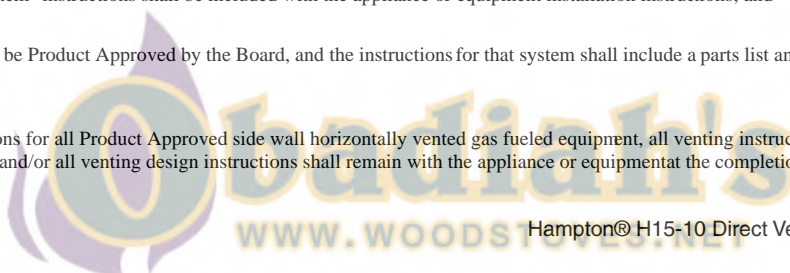 instructions shall be included with the appliance or equipment installation instructions; and
be Product Approved by the Board, and the instructions for that system shall include a parts list an
ons for all Product Approved side wall horizontally vented gas fueled equipment, all venting instruc
and/or all venting design instructions shall remain with the appliance or equipmentat the completio
Obadiah's
WWW.WOODSTOVES.NET
Hampton® H15-10 Direct Ve